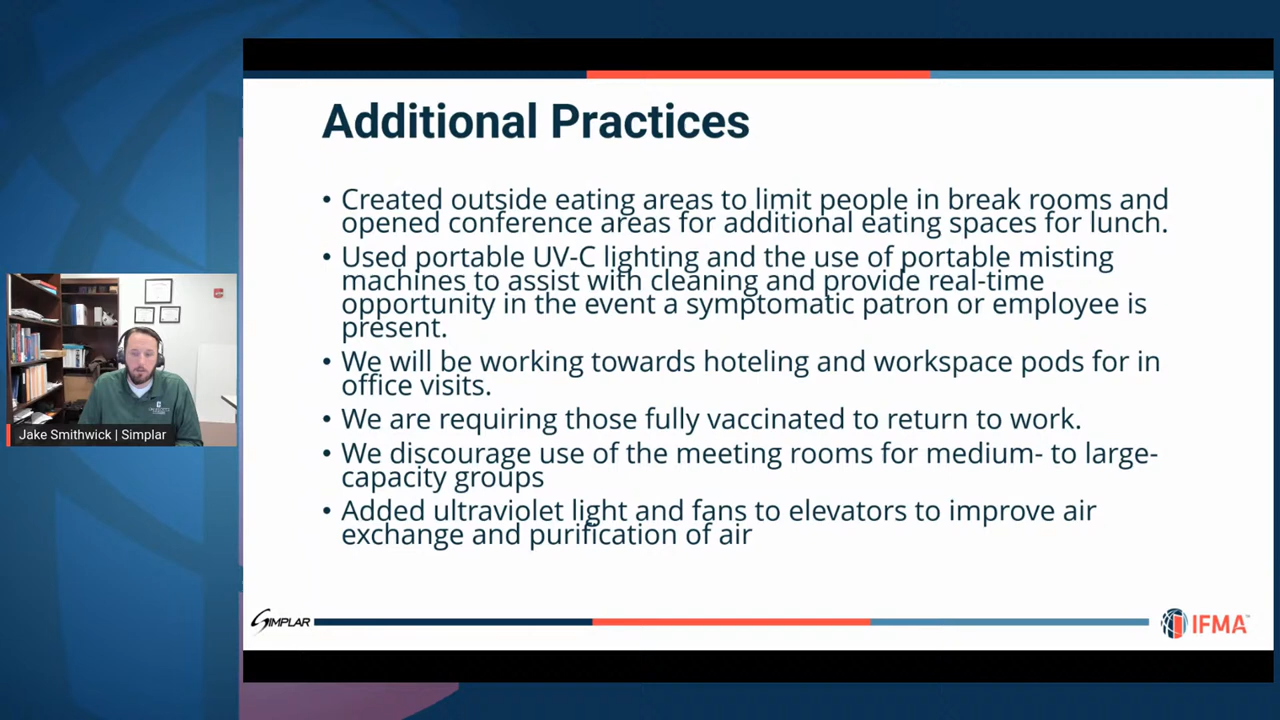 Additional Practices
• Created outside eating areas to limit people in break rooms and
opened conference areas for additional eating spaces for lunch.
• Used portable UV-C lighting and the use of portable misting
machines to assist with cleaning and provide real-time
opportunity in the event a symptomatic patron or employee is
present.
• We will be working towards hoteling and workspace pods for in
office visits.
• We are requiring those fully vaccinated to return to work.
• We discourage use of the meeting rooms for medium- to large-
capacity groups
• Added ultraviolet light and fans to elevators to improve air
exchange and purification of air
Jake Smithwick | Simplar
SIMPLAR
IFMA™